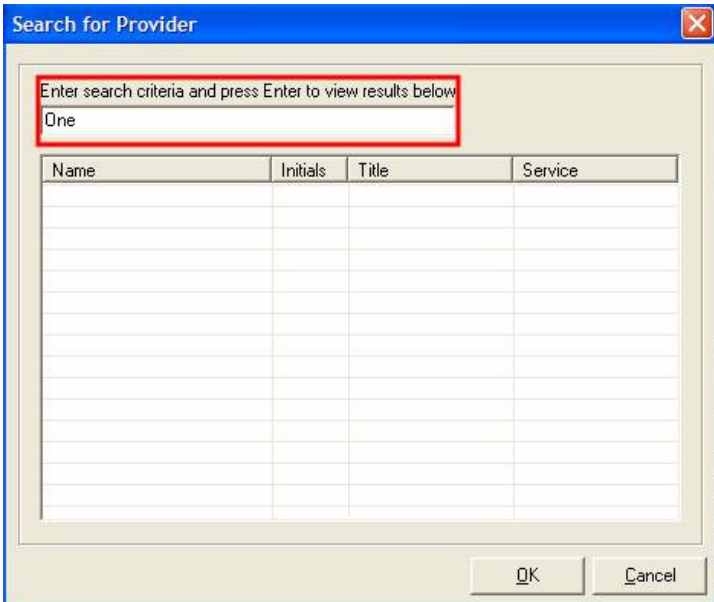 Search for Provider
Enter search criteria and press Enter to view results below
One
Name Initials Title Service
OK Cancel